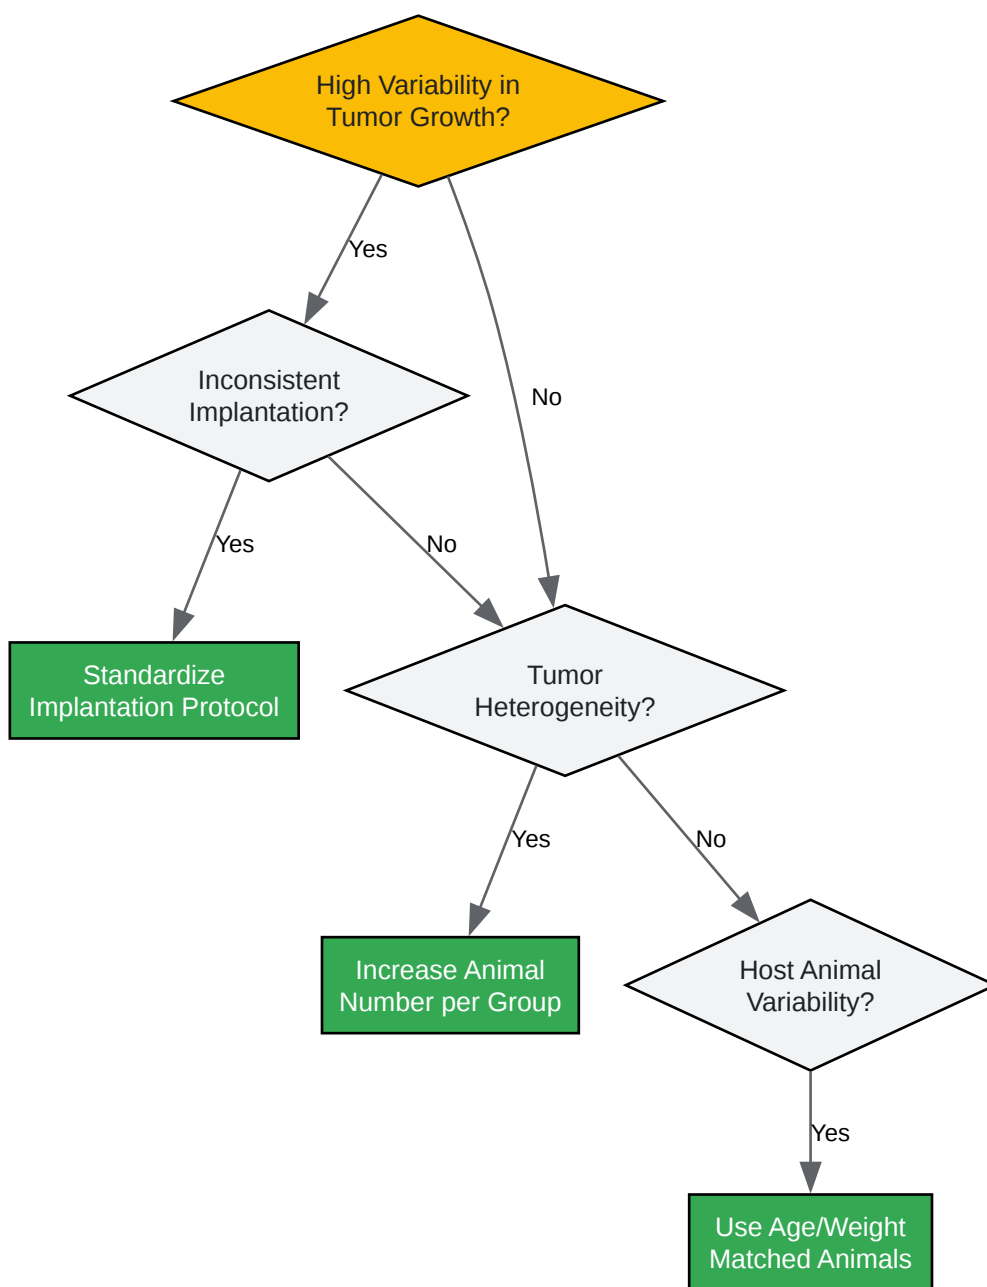 High Variability in
Tumor Growth?
Yes
Inconsistent
Implantation?
No
Yes
No
Standardize
Implantation Protocol
Tumor
Heterogeneity?
Yes
No
Increase Animal
Number per Group
Host Animal
Variability?
Yes
Use Age/Weight
Matched Animals